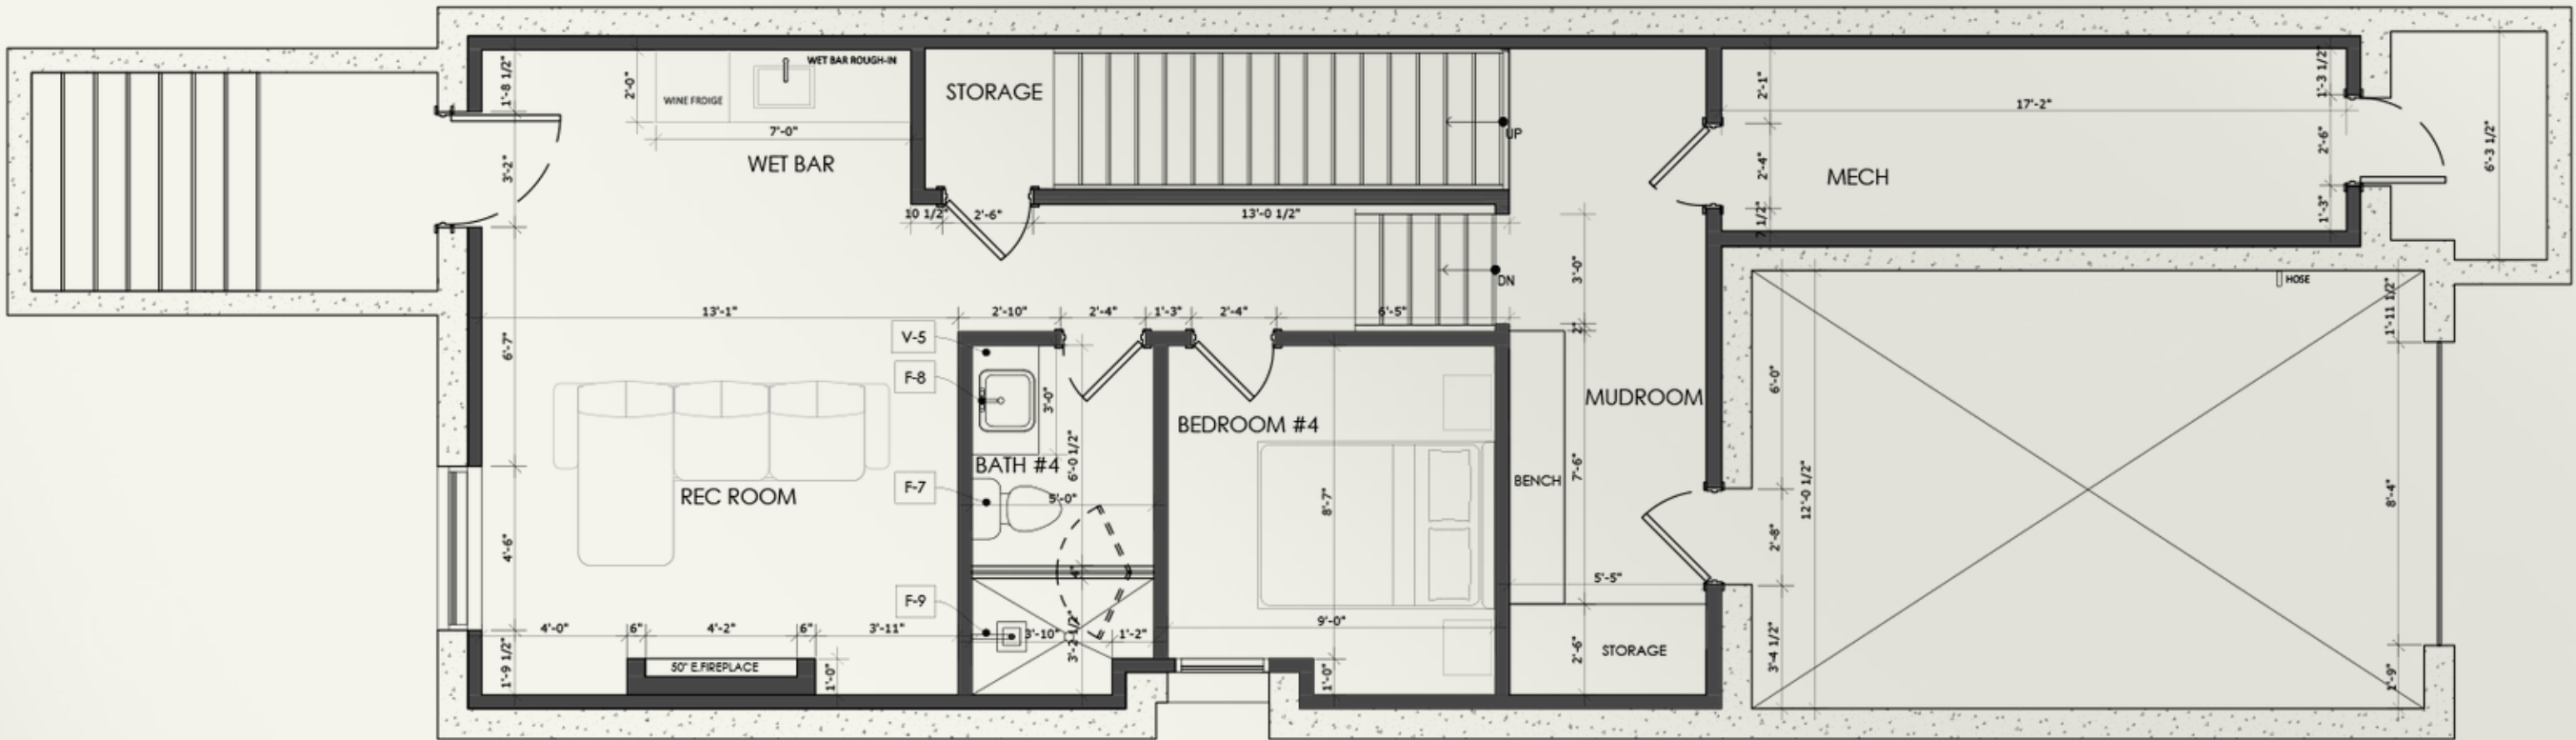 WET BAR ROUGH-IN
WINE FROIGE
2'-0"
7'-0"
WET BAR
1'-8 1/2"
3'-2"
STORAGE
UP
10 1/2"
2'-6"
13'-0 1/2"
DN
3'-0"
2'-1"
2'-4"
7 1/2"
17'-2"
MECH
1'-3 1/2"
2'-6"
1'-3"
6'-3 1/2"
HOSE
13'-1"
2'-10"
2'-4"
1'-3"
2'-4"
6'-5"
2"
6'-7"
V-5
F-8
3'-0"
BATH #4
6'-0 1/2"
F-7
5'-0"
4"
REC ROOM
4'-6"
F-9
4'-0"
6"
4'-2"
6"
3'-11"
3'-10"
3'-2 1/2"
1'-2"
50" E.FIREPLACE
1'-0"
1'-9 1/2"
BEDROOM #4
8'-7"
9'-0"
1'-0"
MUDROOM
BENCH
7'-6"
5'-5"
2'-6"
STORAGE
6'-0"
12'-0 1/2"
2'-8"
3'-4 1/2"
1'-11 1/2"
8'-4"
1'-9"